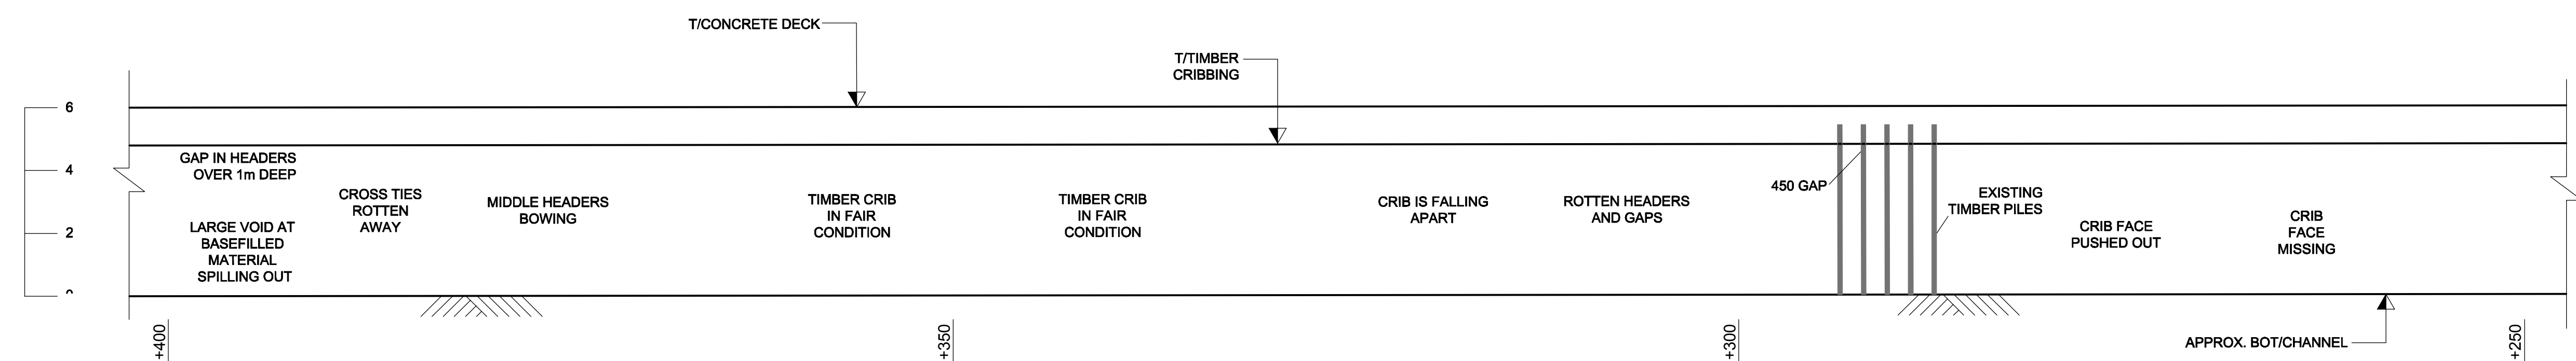 T/CONCRETE DECK
T/TIMBER
CRIBBING
6
4
2
GAP IN HEADERS
OVER 1m DEEP
LARGE VOID AT
BASEFILLED
MATERIAL
SPILLING OUT
CROSS TIES
ROTTEN
AWAY
MIDDLE HEADERS
BOWING
TIMBER CRIB
IN FAIR
CONDITION
TIMBER CRIB
IN FAIR
CONDITION
CRIB IS FALLING
APART
ROTTEN HEADERS
AND GAPS
450 GAP
EXISTING
TIMBER PILES
CRIB FACE
PUSHED OUT
CRIB
FACE
MISSING
+400
+350
+300
+250
APPROX. BOT/CHANNEL